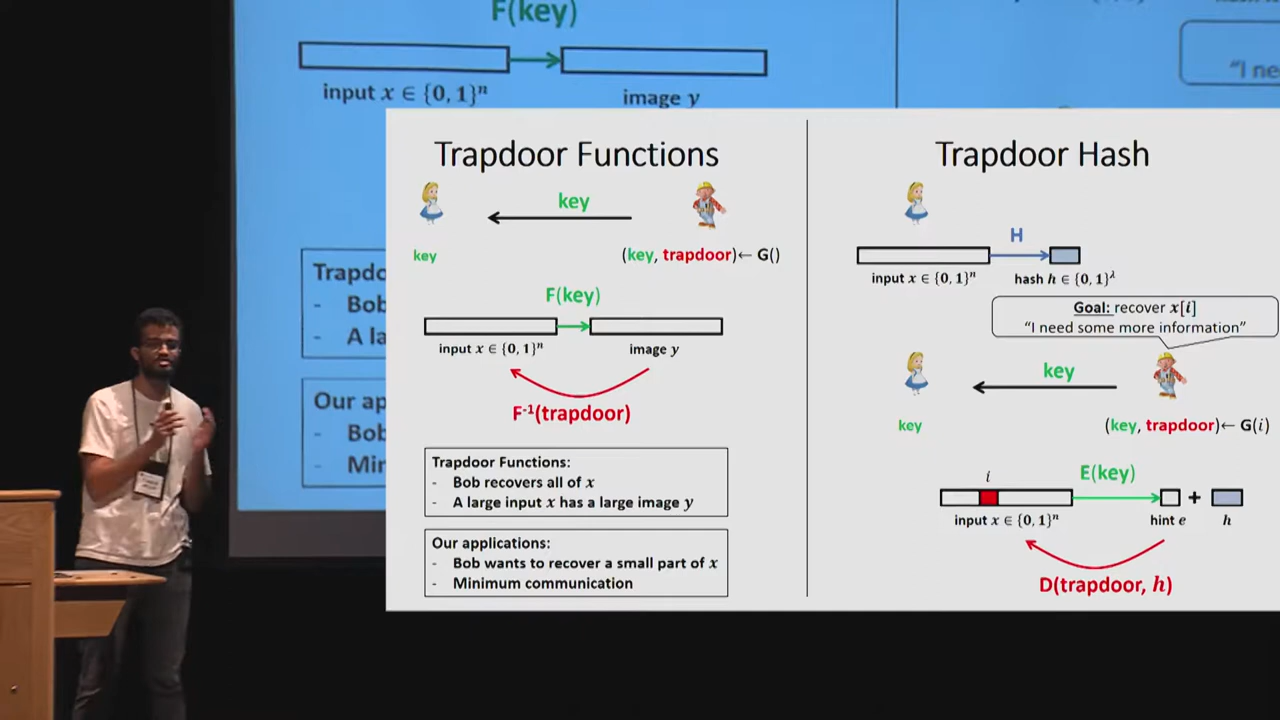 F(key)
input x ∈ {0, 1}ⁿ
image y
"I ne
Trapdo
- Bob
- A la
Our ap
- Bob
- Mir
Trapdoor Functions
key
key
(key, trapdoor)← G()
F(key)
input x ∈ {0, 1}ⁿ
image y
F⁻¹(trapdoor)
Trapdoor Functions:
- Bob recovers all of x
- A large input x has a large image y
Our applications:
- Bob wants to recover a small part of x
- Minimum communication
Trapdoor Hash
H
input x ∈ {0, 1}ⁿ
hash h ∈ {0, 1}^λ
Goal: recover x[i]
"I need some more information"
key
key
(key, trapdoor)← G(i)
i
E(key)
+
input x ∈ {0, 1}ⁿ
hint e
h
D(trapdoor, h)